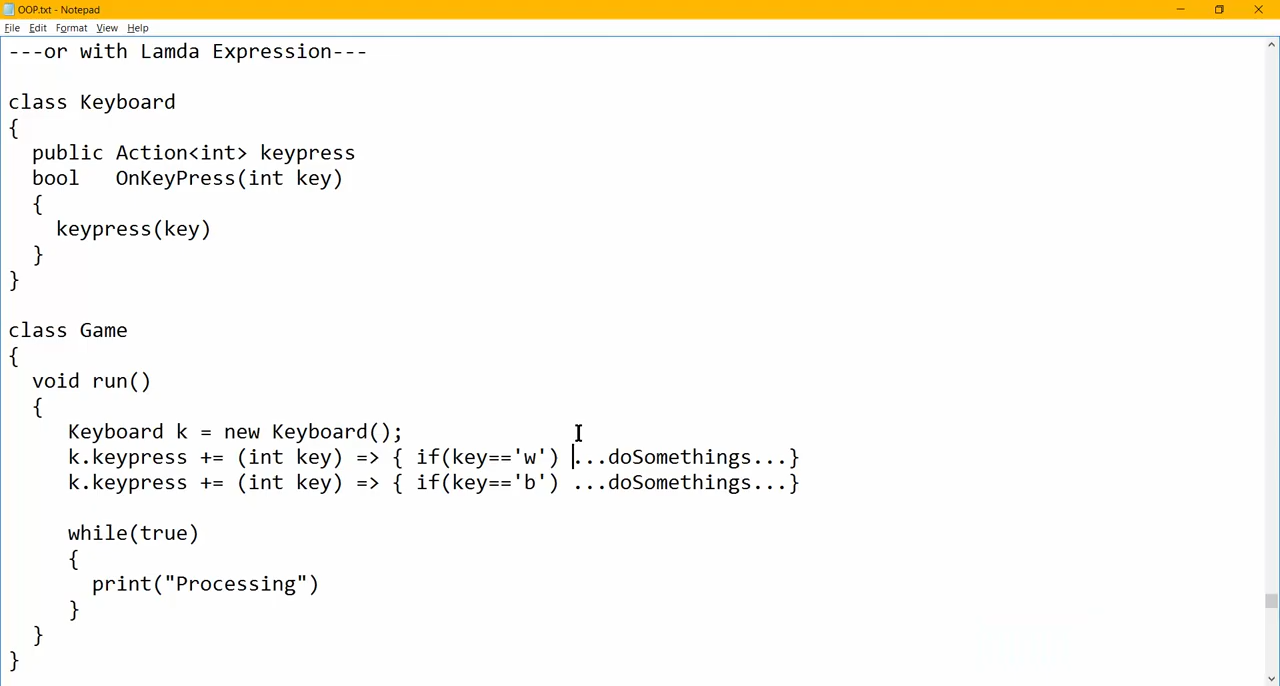 OOP.txt - Notepad
File Edit Format View Help
---or with Lamda Expression---
class Keyboard
{
  public Action<int> keypress
  bool   OnKeyPress(int key)
  {
    keypress(key)
  }
}
class Game
{
  void run()
  {
     Keyboard k = new Keyboard();
     k.keypress += (int key) => { if(key=='w') ...doSomethings...}
     k.keypress += (int key) => { if(key=='b') ...doSomethings...}
     while(true)
     {
       print("Processing")
     }
  }
}